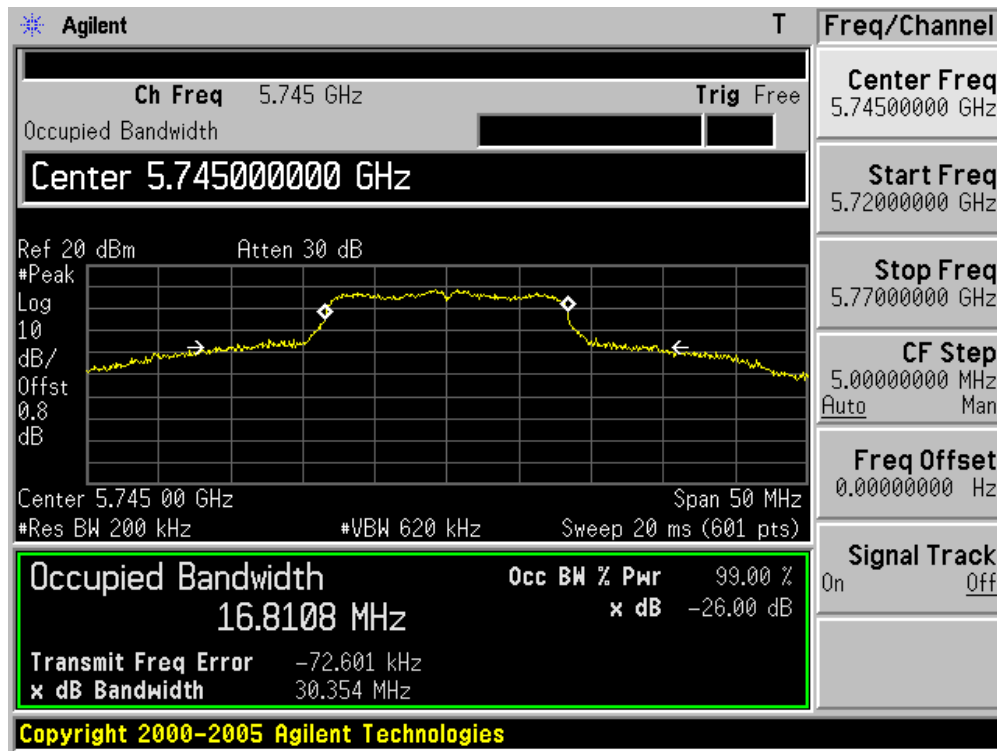 Agilent T Freq/Channel
Ch Freq 5.745 GHz Trig Free
Occupied Bandwidth
Center 5.745000000 GHz
Ref 20 dBm Atten 30 dB
#Peak
Log
10
dB/
Offst
0.8
dB
Center 5.745 00 GHz Span 50 MHz
#Res BW 200 kHz #VBW 620 kHz Sweep 20 ms (601 pts)
Occupied Bandwidth
16.8108 MHz
Occ BW % Pwr 99.00 %
x dB -26.00 dB
Transmit Freq Error -72.601 kHz
x dB Bandwidth 30.354 MHz
Copyright 2000-2005 Agilent Technologies
Center Freq
5.74500000 GHz
Start Freq
5.72000000 GHz
Stop Freq
5.77000000 GHz
CF Step
5.00000000 MHz
Auto Man
Freq Offset
0.00000000 Hz
Signal Track
On Off